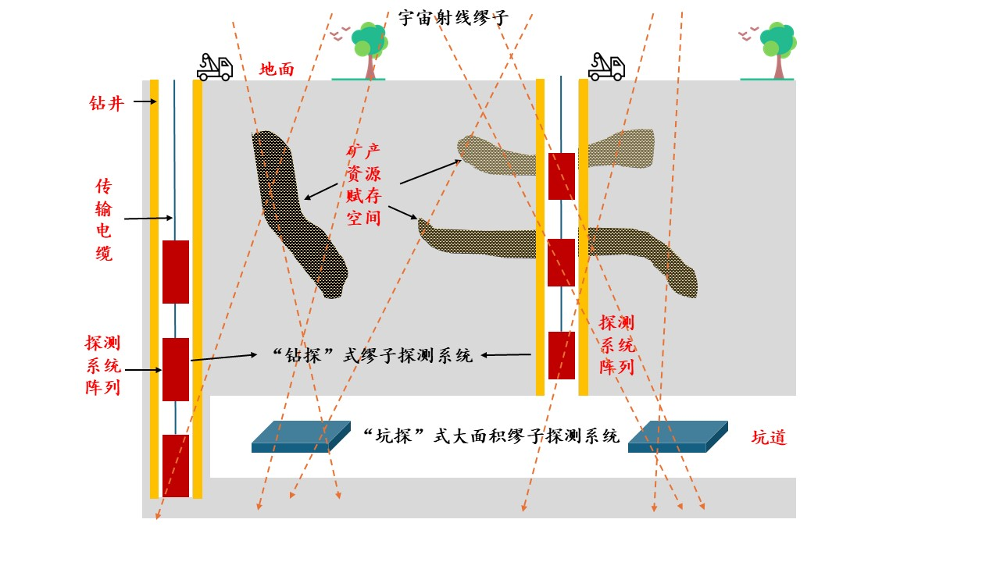 宇宙射线缪子
地面
钻井
矿产
资源
赋存
空间
传
输
电
缆
探测
系统
阵列
“钻探”式缪子探测系统
探测
系统
阵列
“坑探”式大面积缪子探测系统
坑道